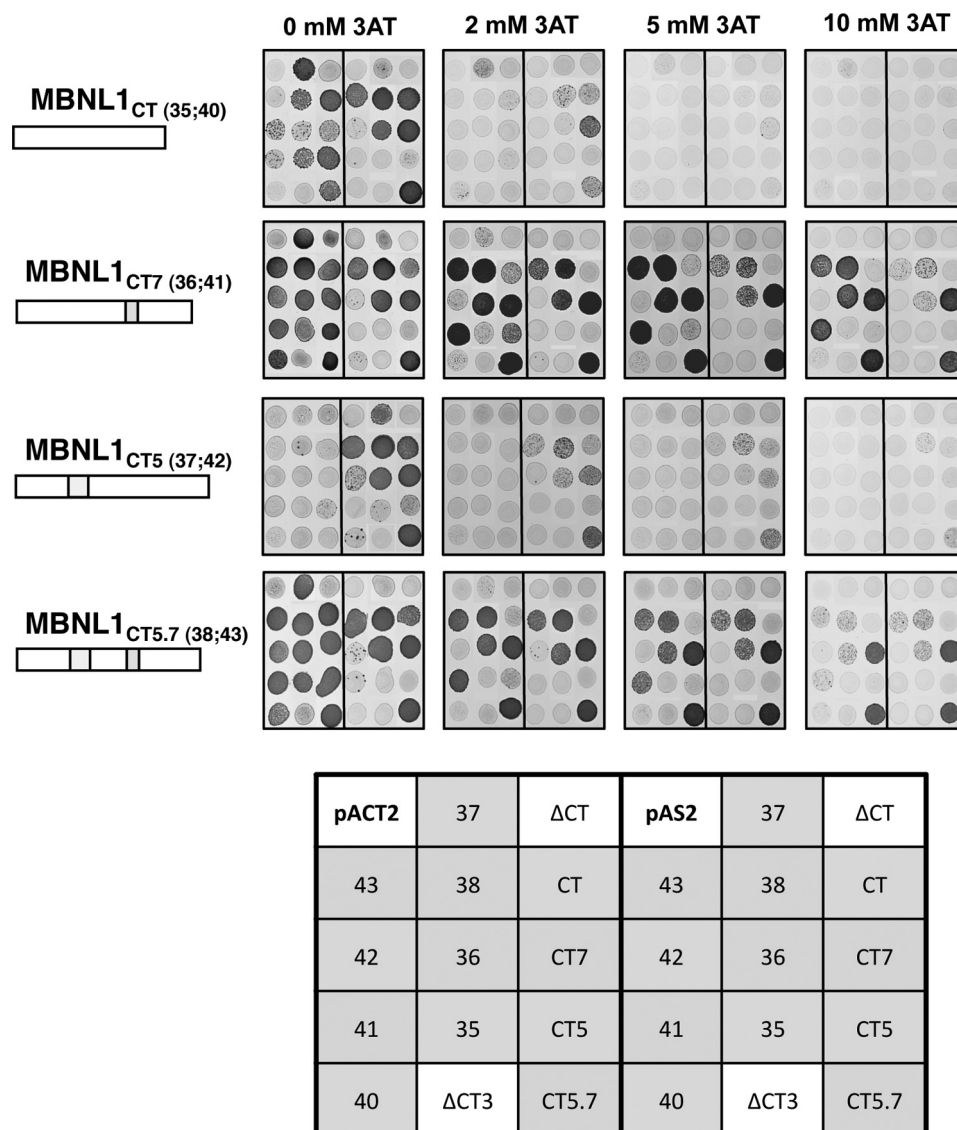 0 mM 3AT 2 mM 3AT 5 mM 3AT 10 mM 3AT
MBNL1CT (35;40)
MBNL1CT7 (36;41)
MBNL1CT5 (37;42)
MBNL1CT5.7 (38;43)
pACT2 37 ΔCT pAS2 37 ΔCT
43 38 CT 43 38 CT
42 36 CT7 42 36 CT7
41 35 CT5 41 35 CT5
40 ΔCT3 CT5.7 40 ΔCT3 CT5.7